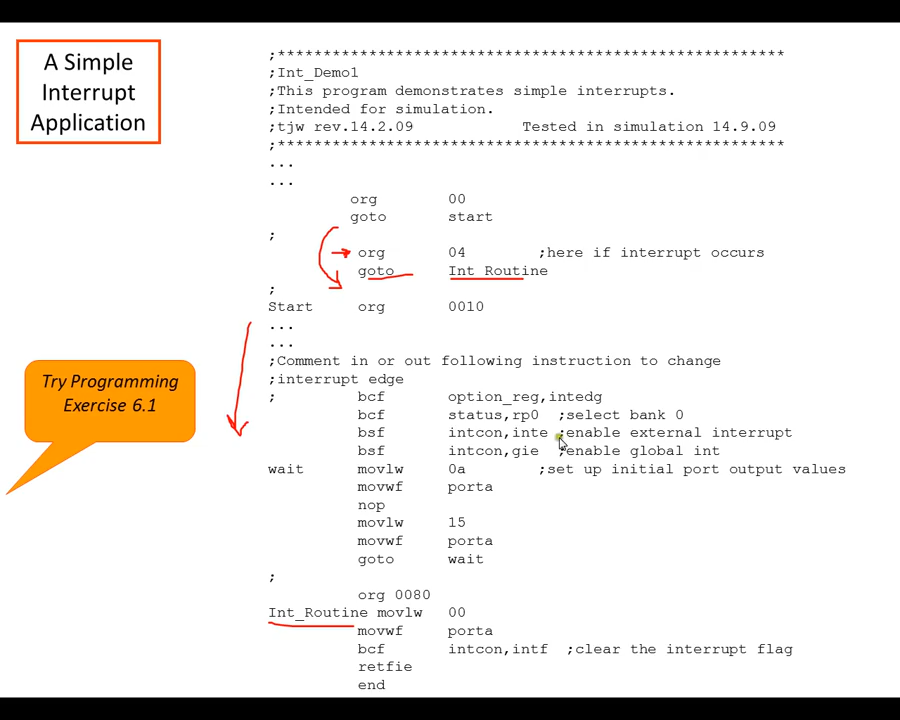 A Simple
Interrupt
Application
;********************************************************
;Int_Demo1
;This program demonstrates simple interrupts.
;Intended for simulation.
;tjw rev.14.2.09 Tested in simulation 14.9.09
;********************************************************
...
...
org 00
goto start
;
org 04 ;here if interrupt occurs
goto Int_Routine
;
Start org 0010
...
...
;Comment in or out following instruction to change
;interrupt edge
; bcf option_reg,intedg
bcf status,rp0 ;select bank 0
bsf intcon,inte ;enable external interrupt
bsf intcon,gie ;enable global int
wait movlw 0a ;set up initial port output values
movwf porta
nop
movlw 15
movwf porta
goto wait
;
org 0080
Int_Routine movlw 00
movwf porta
bcf intcon,intf ;clear the interrupt flag
retfie
end
Try Programming
Exercise 6.1